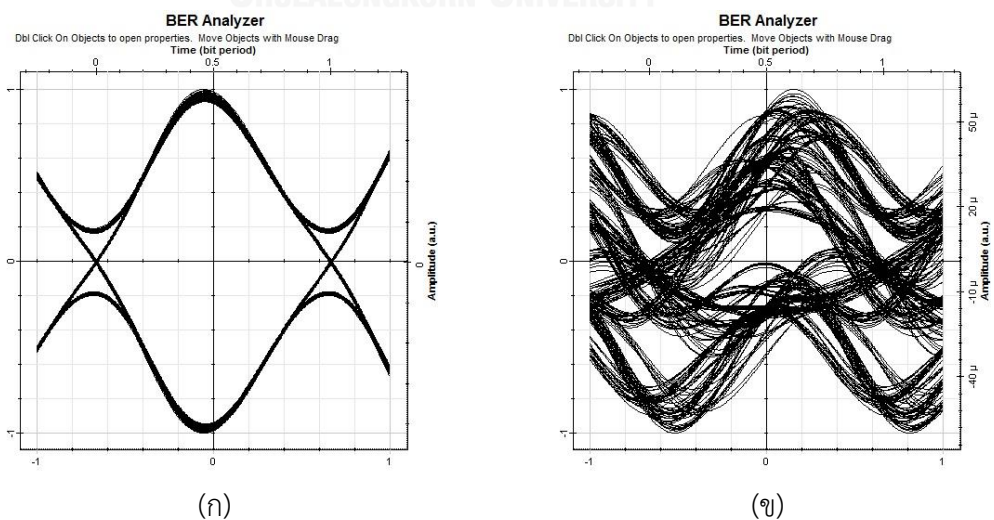 CHULALONGKORN UNIVERSITY
BER Analyzer
Dbl Click On Objects to open properties. Move Objects with Mouse Drag
Time (bit period)
0 0.5 1
1
0
-1
0
Amplitude (a.u.)
-1 0 1
(ก)
BER Analyzer
Dbl Click On Objects to open properties. Move Objects with Mouse Drag
Time (bit period)
0 0.5 1
1
0
-1
50 μ
20 μ
-10 μ
-40 μ
Amplitude (a.u.)
-1 0 1
(ข)